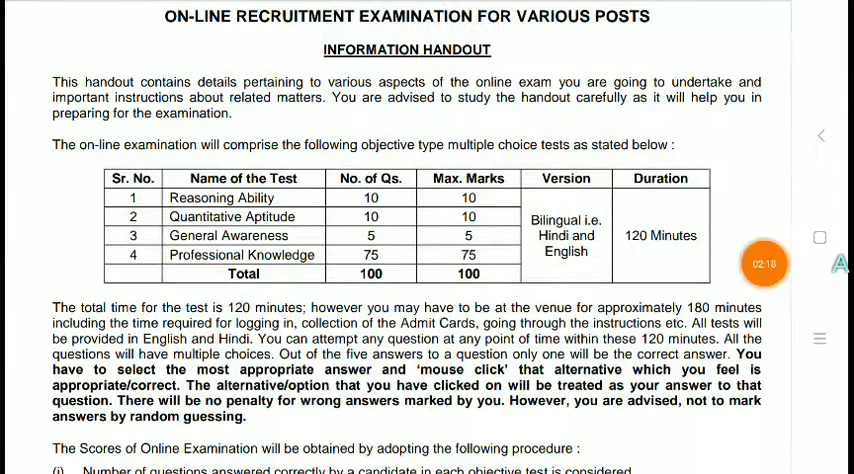 ON-LINE RECRUITMENT EXAMINATION FOR VARIOUS POSTS
INFORMATION HANDOUT
This handout contains details pertaining to various aspects of the online exam you are going to undertake and
important instructions about related matters. You are advised to study the handout carefully as it will help you in
preparing for the examination.
The on-line examination will comprise the following objective type multiple choice tests as stated below :
Sr. No. Name of the Test No. of Qs. Max. Marks Version Duration
1 Reasoning Ability 10 10
2 Quantitative Aptitude 10 10
3 General Awareness 5 5
4 Professional Knowledge 75 75
Total 100 100
Bilingual i.e.
Hindi and
English
120 Minutes
02:18
A
The total time for the test is 120 minutes; however you may have to be at the venue for approximately 180 minutes
including the time required for logging in, collection of the Admit Cards, going through the instructions etc. All tests will
be provided in English and Hindi. You can attempt any question at any point of time within these 120 minutes. All the
questions will have multiple choices. Out of the five answers to a question only one will be the correct answer. You
have to select the most appropriate answer and ‘mouse click’ that alternative which you feel is
appropriate/correct. The alternative/option that you have clicked on will be treated as your answer to that
question. There will be no penalty for wrong answers marked by you. However, you are advised, not to mark
answers by random guessing.
The Scores of Online Examination will be obtained by adopting the following procedure :
(i) Number of questions answered correctly by a candidate in each objective test is considered